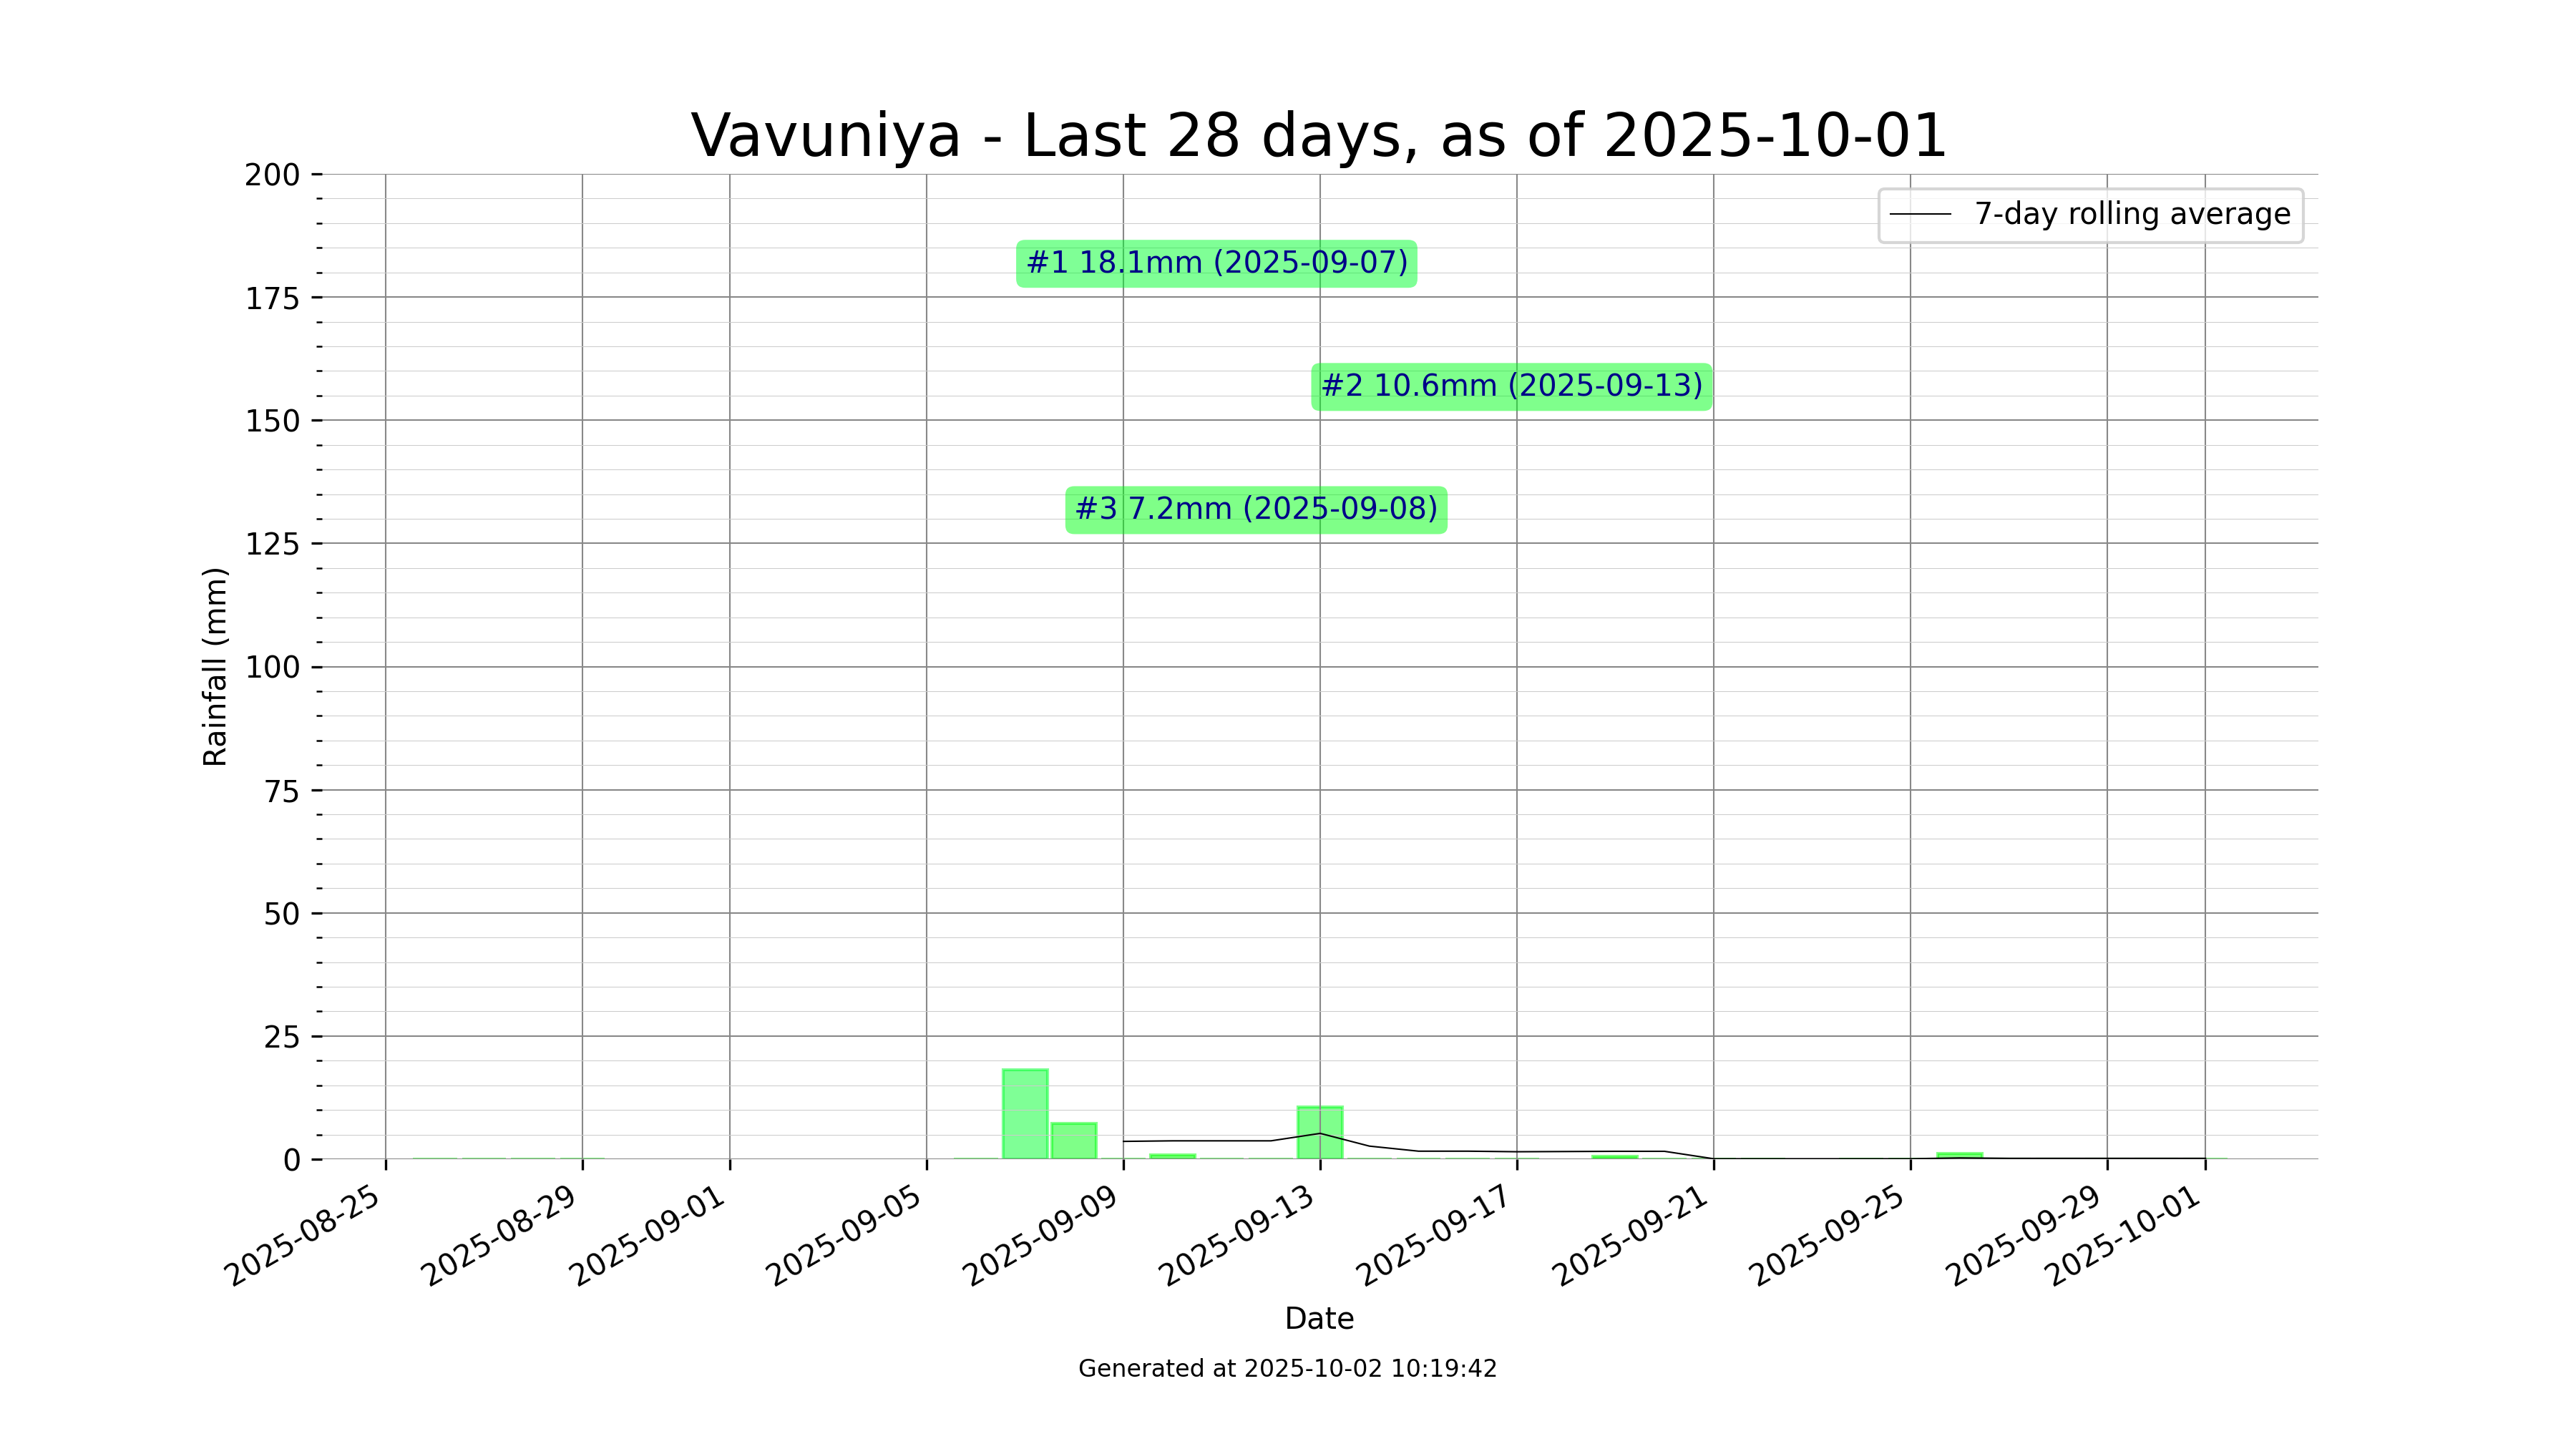 Vavuniya - Last 28 days, as of 2025-10-01
7-day rolling average
#1 18.1mm (2025-09-07)
#2 10.6mm (2025-09-13)
#3 7.2mm (2025-09-08)
Rainfall (mm)
200
175
150
125
100
75
50
25
0
2025-08-25
2025-08-29
2025-09-01
2025-09-05
2025-09-09
2025-09-13
2025-09-17
2025-09-21
2025-09-25
2025-09-29
2025-10-01
Date
Generated at 2025-10-02 10:19:42